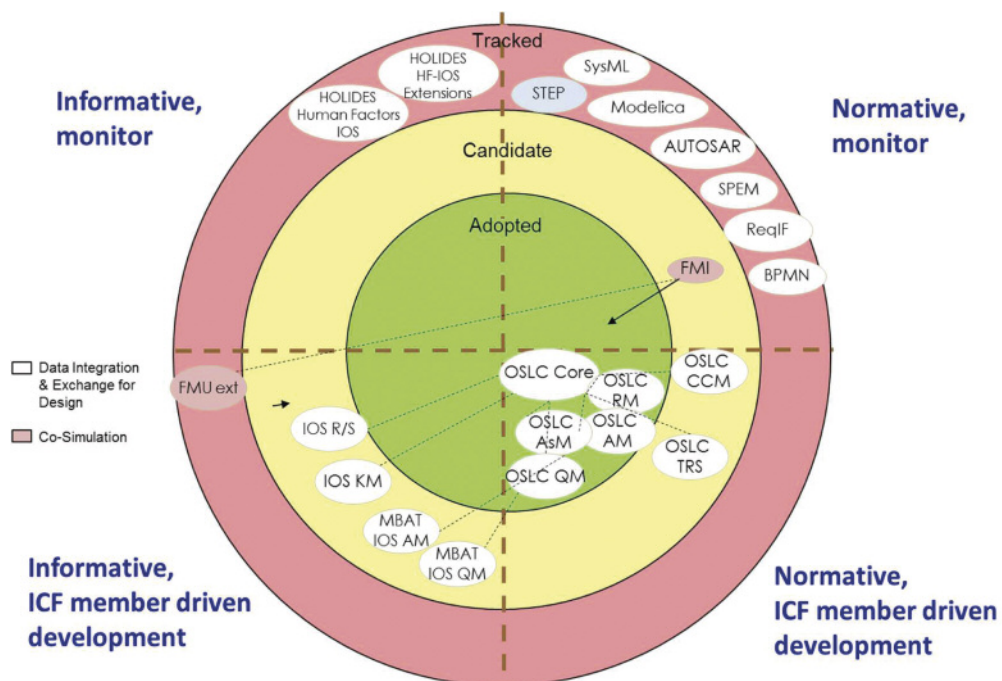 Tracked
Informative,
monitor
HOLIDES
HF-IOS
Extensions
HOLIDES
Human Factors
IOS
SysML
STEP
Modelica
Normative,
monitor
AUTOSAR
SPEM
ReqIF
BPMN
Candidate
Adopted
FMI
Data Integration
& Exchange for
Design
Co-Simulation
FMU ext
OSLC Core
OSLC
RM
OSLC
CCM
IOS R/S
OSLC
AsM
OSLC
AM
OSLC
TRS
IOS KM
OSLC QM
MBAT
IOS AM
MBAT
IOS QM
Informative,
ICF member driven
development
Normative,
ICF member driven
development